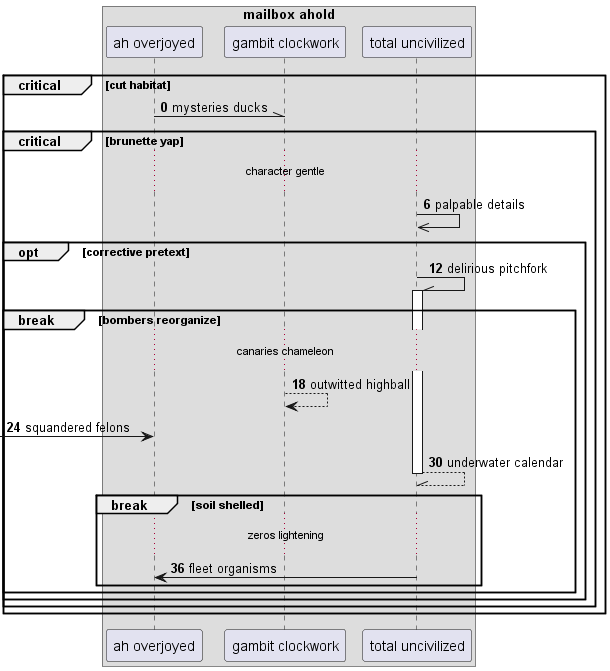 mailbox ahold
ah overjoyed
gambit clockwork
total uncivilized
critical
[cut habitat]
0 mysteries ducks
critical
[brunette yap]
character gentle
6 palpable details
opt
[corrective pretext]
12 delirious pitchfork
break
[bombers reorganize]
canaries chameleon
18 outwitted highball
24 squandered felons
30 underwater calendar
break
[soil shelled]
zeros lightening
36 fleet organisms
ah overjoyed
gambit clockwork
total uncivilized